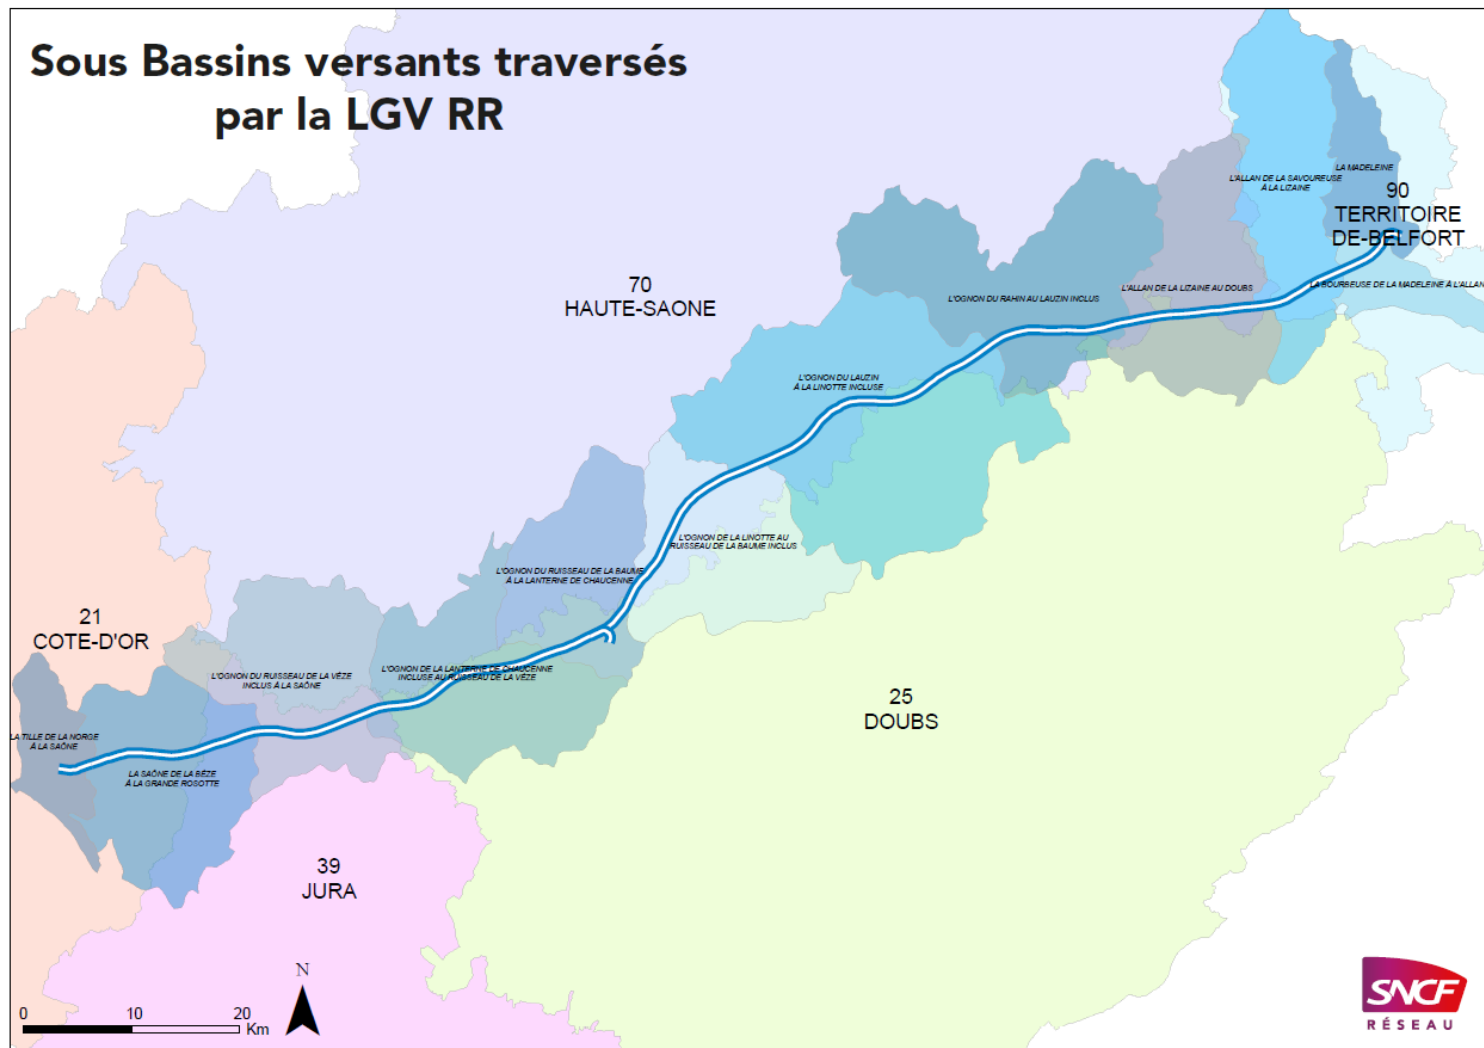 Sous Bassins versants traversés
par la LGV RR
LA MADELEINE
L'ALLAN DE LA SAVOUREUSE
À LA LIZAINE
90
TERRITOIRE
DE-BELFORT
70
HAUTE-SAONE
L'ALLAN DE LA LIZAINE AU DOUBS
LA BOURBEUSE DE LA MADELEINE À L'ALLAN
L'OGNON DU RAHIN AU LAUZIN INCLUS
L'OGNON DU LAUZIN
À LA LINOTTE INCLUSE
L'OGNON DE LA LINOTTE AU
RUISSEAU DE LA BAUME INCLUS
L'OGNON DU RUISSEAU DE LA BAUME
À LA LANTERNE DE CHAUCENNE
21
COTE-D'OR
L'OGNON DU RUISSEAU DE LA VÈZE
INCLUS À LA SAÔNE
L'OGNON DE LA LANTERNE DE CHAUCENNE
INCLUSE AU RUISSEAU DE LA VÈZE
25
DOUBS
LA TILLE DE LA NORGE
À LA SAÔNE
LA SAÔNE DE LA BÈZE
À LA GRANDE ROSOTTE
39
JURA
N
0 10 20
Km
SNCF
RÉSEAU